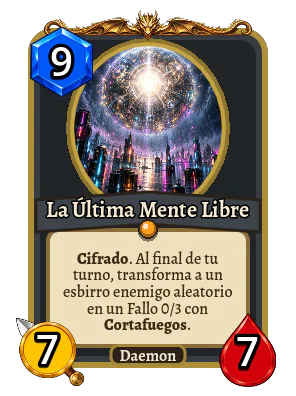 9
La Última Mente Libre
Cifrado. Al final de tu
turno, transforma a un
esbirro enemigo aleatorio
en un Fallo 0/3 con
Cortafuegos.
7
7
Daemon